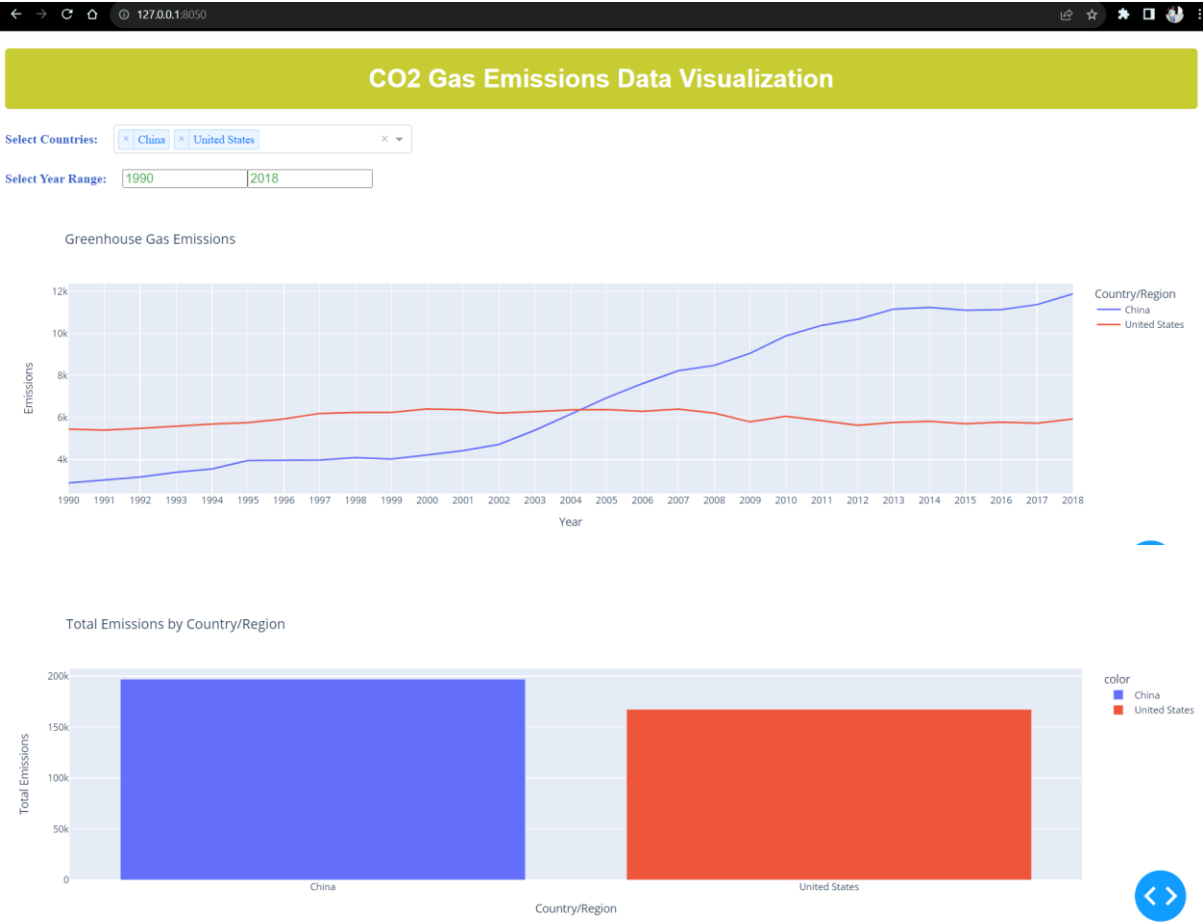 127.0.0.1:8050
CO2 Gas Emissions Data Visualization
Select Countries: × China × United States ×
Select Year Range: 1990 2018
Greenhouse Gas Emissions
12k
10k
8k
6k
4k
Emissions
1990 1991 1992 1993 1994 1995 1996 1997 1998 1999 2000 2001 2002 2003 2004 2005 2006 2007 2008 2009 2010 2011 2012 2013 2014 2015 2016 2017 2018
Year
Country/Region
China
United States
Total Emissions by Country/Region
200k
150k
100k
50k
0
Total Emissions
China United States
Country/Region
color
China
United States